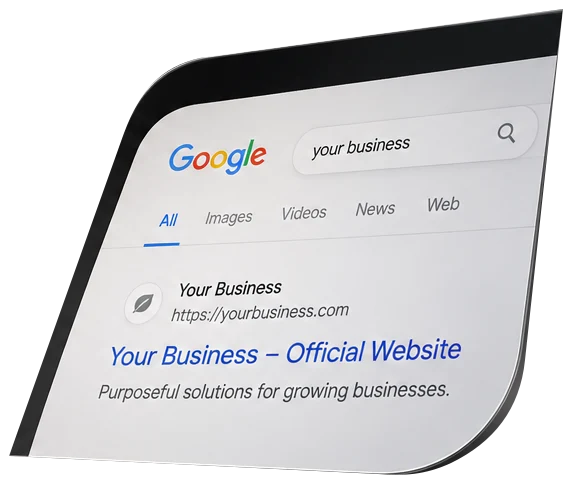 Google
your business
All Images Videos News Web
Your Business
https://yourbusiness.com
Your Business – Official Website
Purposeful solutions for growing businesses.